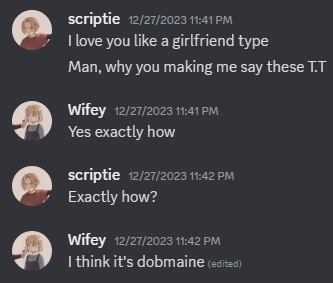 scriptie 12/27/2023 11:41 PM
I love you like a girlfriend type
Man, why you making me say these T.T
Wifey 12/27/2023 11:41 PM
Yes exactly how
scriptie 12/27/2023 11:42 PM
Exactly how?
Wifey 12/27/2023 11:42 PM
I think it's dobmaine (edited)